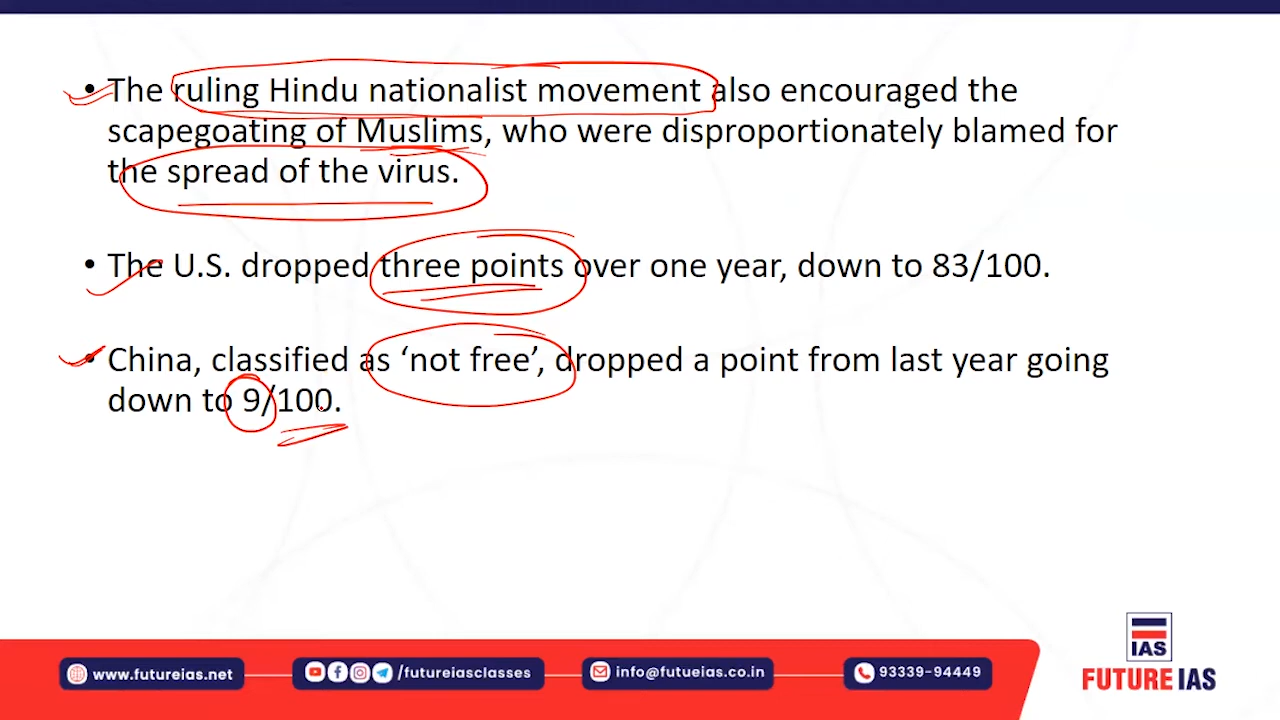 • The ruling Hindu nationalist movement also encouraged the
scapegoating of Muslims, who were disproportionately blamed for
the spread of the virus.
• The U.S. dropped three points over one year, down to 83/100.
• China, classified as ‘not free’, dropped a point from last year going
down to 9/100.
IAS
FUTURE IAS
www.futureias.net
/futureiasclasses
info@futueias.co.in
93339-94449